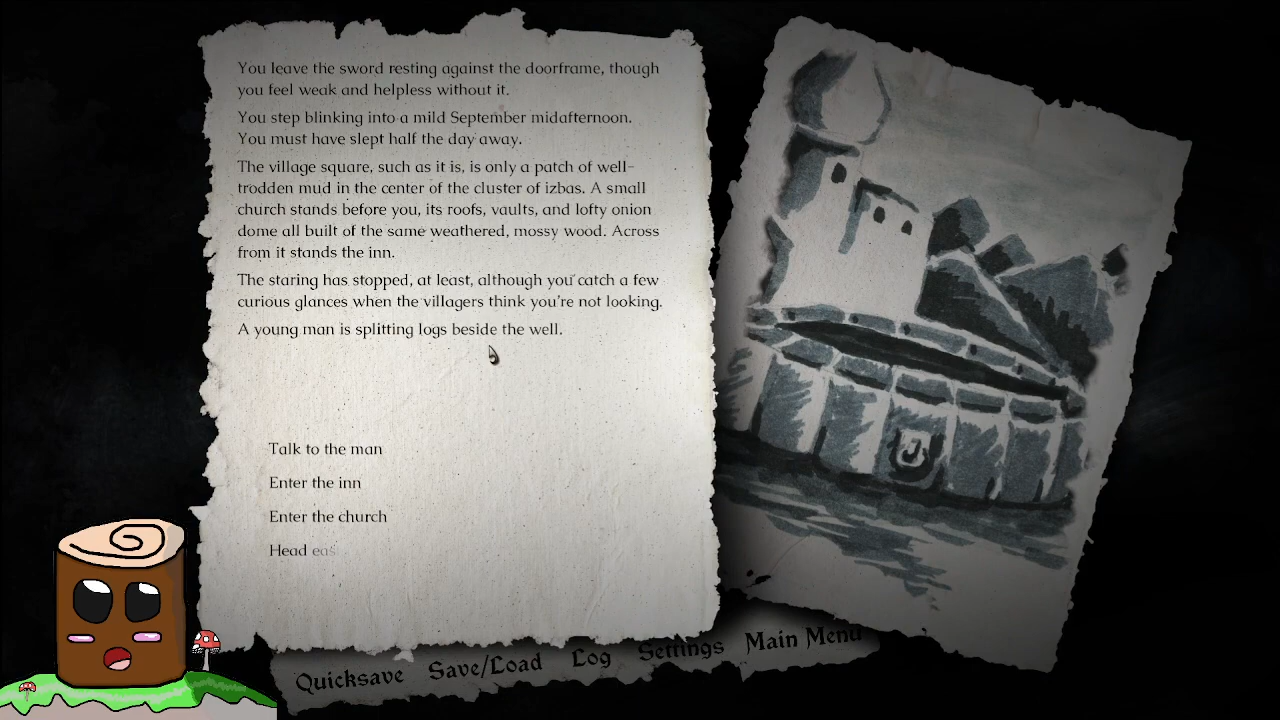 You leave the sword resting against the doorframe, though
you feel weak and helpless without it.
You step blinking into a mild September midafternoon.
You must have slept half the day away.
The village square, such as it is, is only a patch of well-
trodden mud in the center of the cluster of izbas. A small
church stands before you, its roofs, vaults, and lofty onion
dome all built of the same weathered, mossy wood. Across
from it stands the inn.
The staring has stopped, at least, although you catch a few
curious glances when the villagers think you're not looking.
A young man is splitting logs beside the well.
Talk to the man
Enter the inn
Enter the church
Head eas
Quicksave Save/Load Log Settings Main Menu